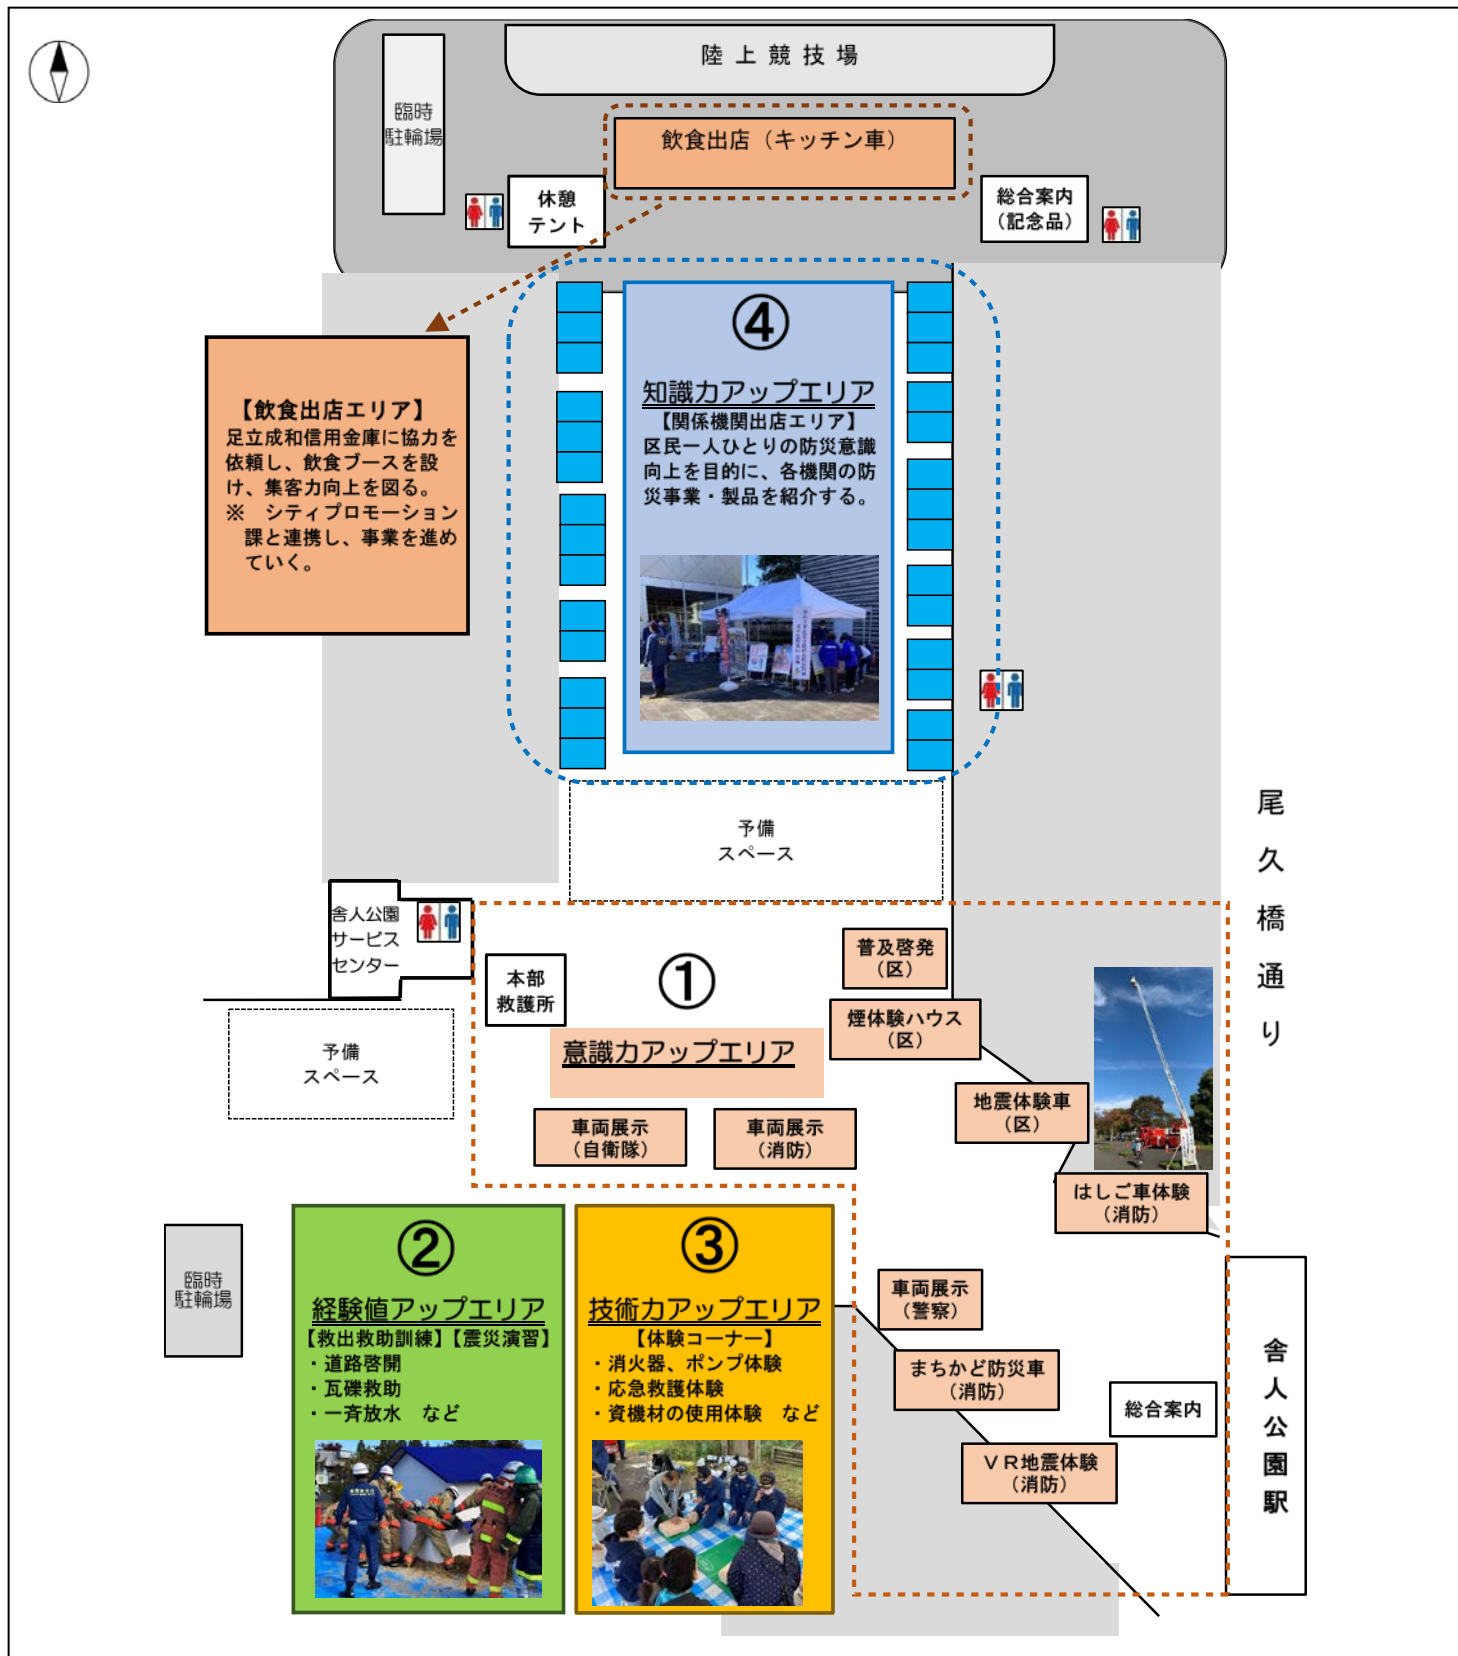 陸上競技場
臨時
駐輪場
飲食出店（キッチン車）
休憩
テント
総合案内
（記念品）
④
知識力アップエリア
【関係機関出店エリア】
区民一人ひとりの防災意識
向上を目的に、各機関の防
災事業・製品を紹介する。
【飲食出店エリア】
足立成和信用金庫に協力を
依頼し、飲食ブースを設
け、集客力向上を図る。
※　シティプロモーション
課と連携し、事業を進め
ていく。
予備
スペース
尾久橋通り
舎人公園
サービス
センター
本部
救護所
①
意識力アップエリア
普及啓発
（区）
煙体験ハウス
（区）
地震体験車
（区）
予備
スペース
車両展示
（自衛隊）
車両展示
（消防）
はしご車体験
（消防）
臨時
駐輪場
②
経験値アップエリア
【救出救助訓練】【震災演習】
・道路啓開
・瓦礫救助
・一斉放水　など
③
技術力アップエリア
【体験コーナー】
・消火器、ポンプ体験
・応急救護体験
・資機材の使用体験　など
車両展示
（警察）
まちかど防災車
（消防）
総合案内
ＶＲ地震体験
（消防）
舎人公園駅